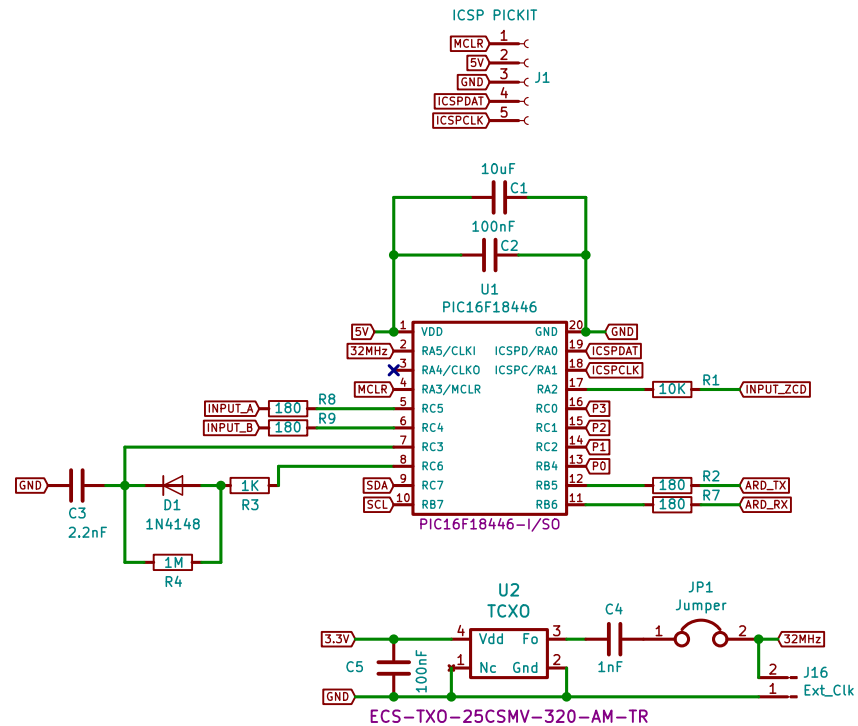 ICSP PICKIT
MCLR 1
5V 2
GND 3 J1
ICSPDAT 4
ICSPCLK 5
10uF
C1
100nF
C2
U1
PIC16F18446
5V 1 VDD GND 20 GND
32MHz 2 RA5/CLKI ICSPD/RA0 19 ICSPDAT
3 RA4/CLKO ICSPC/RA1 18 ICSPCLK
MCLR 4 RA3/MCLR RA2 17 10K R1 INPUT_ZCD
INPUT_A 180 R8 5 RC5 RC0 16 P3
INPUT_B 180 R9 6 RC4 RC1 15 P2
7 RC3 RC2 14 P1
8 RC6 RB4 13 P0
SDA 9 RC7 RB5 12 180 R2 ARD_TX
SCL 10 RB7 RB6 11 180 R7 ARD_RX
PIC16F18446-I/SO
GND
C3
2.2nF
D1
1N4148
1K
R3
1M
R4
U2
TCXO
3.3V 4 Vdd Fo 3
1 Nc Gnd 2
C5
100nF
GND
C4
1nF
JP1
Jumper
1 2 32MHz
2 J16
1 Ext_Clk
ECS-TXO-25CSMV-320-AM-TR